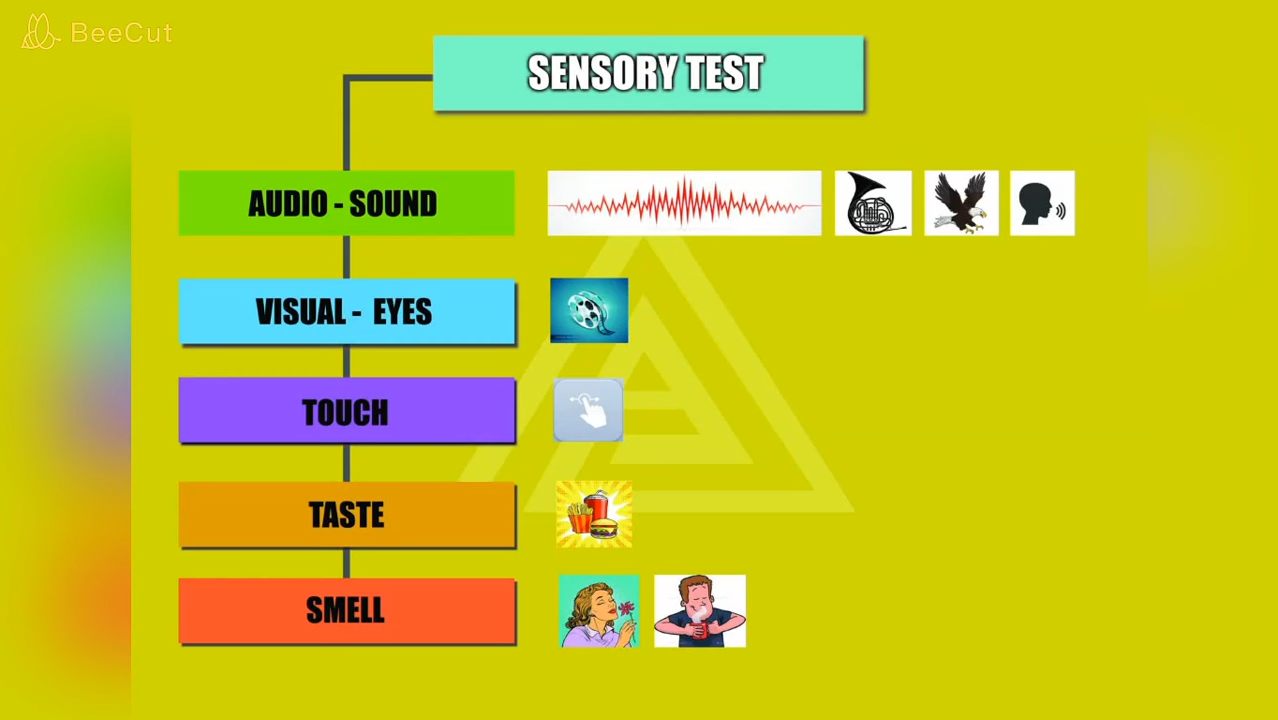 BeeCut
SENSORY TEST
AUDIO - SOUND
VISUAL - EYES
TOUCH
TASTE
SMELL